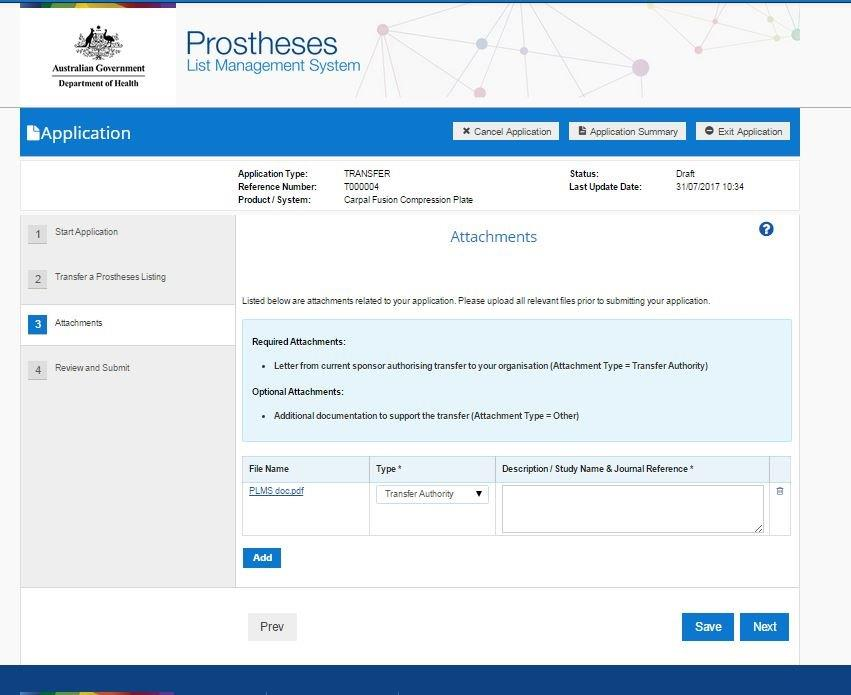 Australian Government
Department of Health
Prostheses
List Management System
Application
Cancel Application
Application Summary
Exit Application
Application Type: TRANSFER Status: Draft
Reference Number: T000004 Last Update Date: 31/07/2017 10:34
Product / System: Carpal Fusion Compression Plate
1 Start Application
2 Transfer a Prostheses Listing
3 Attachments
4 Review and Submit
Attachments
?
Listed below are attachments related to your application. Please upload all relevant files prior to submitting your application.
Required Attachments:
• Letter from current sponsor authorising transfer to your organisation (Attachment Type = Transfer Authority)
Optional Attachments:
• Additional documentation to support the transfer (Attachment Type = Other)
File Name Type * Description / Study Name & Journal Reference *
PLMS doc.pdf Transfer Authority
Add
Prev Save Next